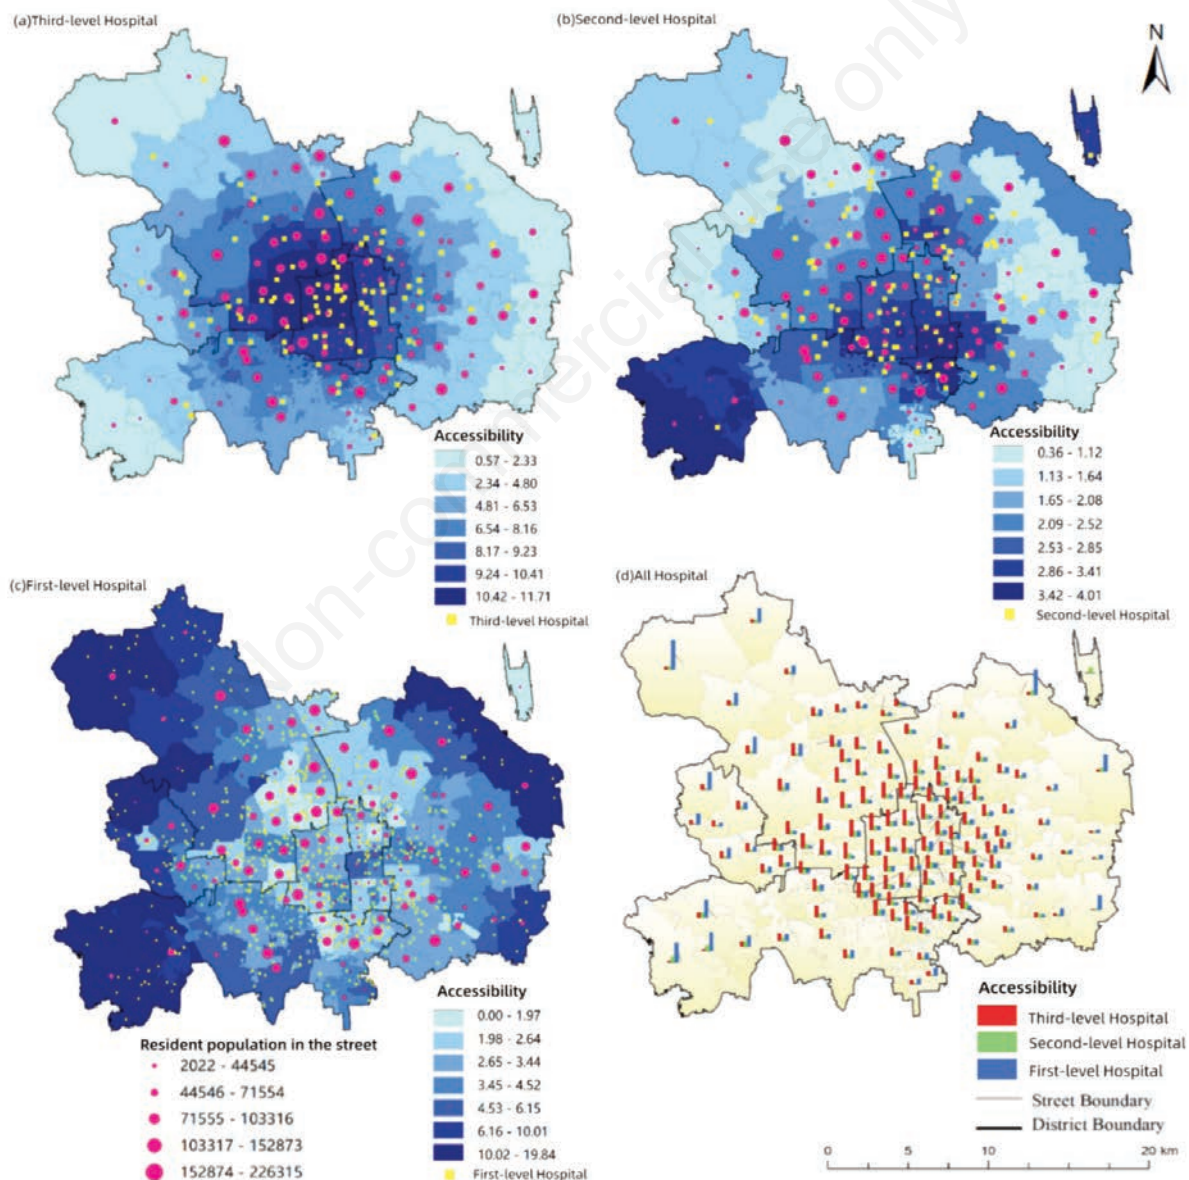 (a)Third-level Hospital
(b)Second-level Hospital
N
Accessibility
0.57 - 2.33
2.34 - 4.80
4.81 - 6.53
6.54 - 8.16
8.17 - 9.23
9.24 - 10.41
10.42 - 11.71
Third-level Hospital
Accessibility
0.36 - 1.12
1.13 - 1.64
1.65 - 2.08
2.09 - 2.52
2.53 - 2.85
2.86 - 3.41
3.42 - 4.01
Second-level Hospital
(c)First-level Hospital
(d)All Hospital
Resident population in the street
2022 - 44545
44546 - 71554
71555 - 103316
103317 - 152873
152874 - 226315
Accessibility
0.00 - 1.97
1.98 - 2.64
2.65 - 3.44
3.45 - 4.52
4.53 - 6.15
6.16 - 10.01
10.02 - 19.84
First-level Hospital
Accessibility
Third-level Hospital
Second-level Hospital
First-level Hospital
Street Boundary
District Boundary
0 5 10 20 km
Non-commercial use only